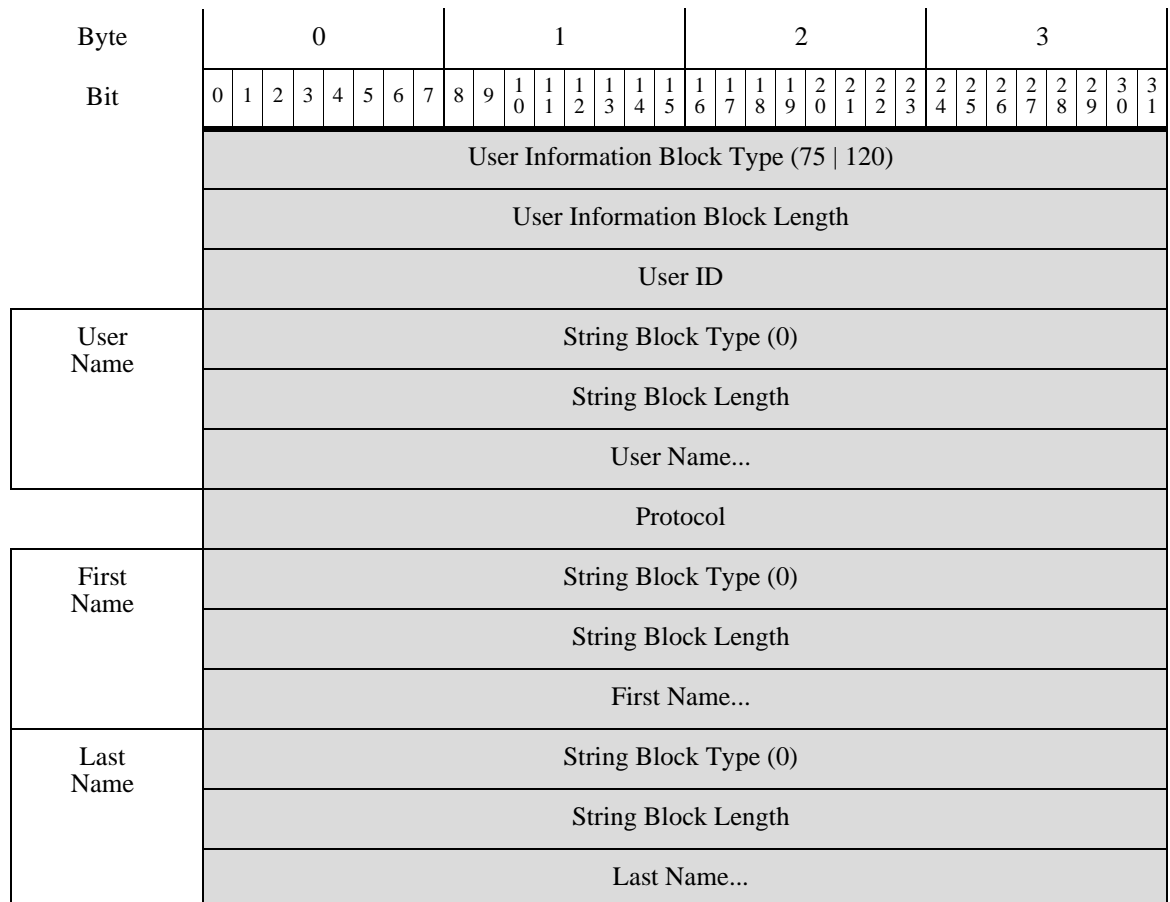 Byte 0 1 2 3
Bit 0 1 2 3 4 5 6 7 8 9 10 11 12 13 14 15 16 17 18 19 20 21 22 23 24 25 26 27 28 29 30 31
User Information Block Type (75 | 120)
User Information Block Length
User ID
User
Name
String Block Type (0)
String Block Length
User Name...
Protocol
First
Name
String Block Type (0)
String Block Length
First Name...
Last
Name
String Block Type (0)
String Block Length
Last Name...